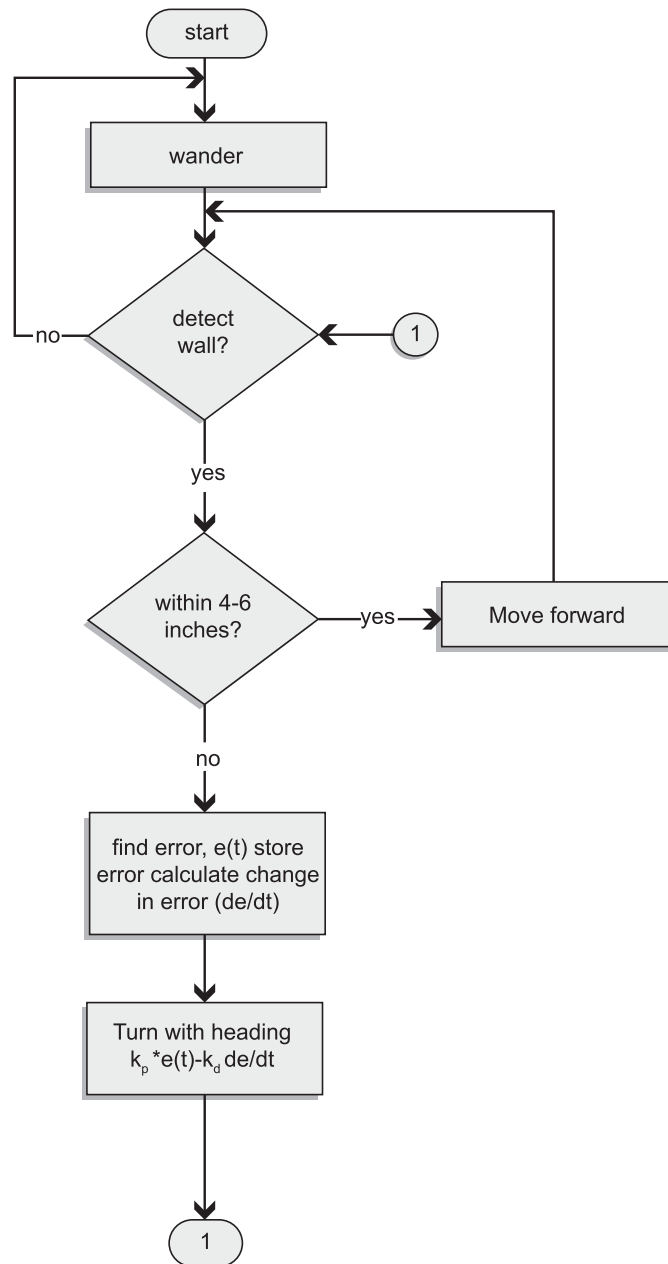 start
wander
detect
wall?
1
no
yes
within 4-6
inches?
yes
Move forward
no
find error, e(t) store
error calculate change
in error (de/dt)
Turn with heading
kₚ*e(t)-k_d de/dt
1